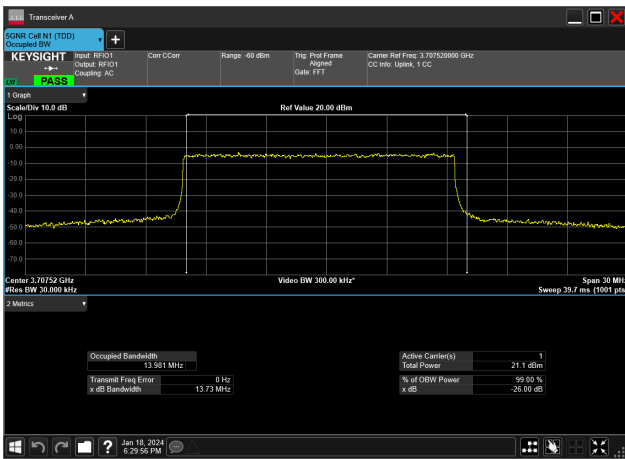 Transceiver A
5GNR Cell N1 (TDD)
Occupied BW
KEYSIGHT
Input: RFIO1
Output: RFIO1
Coupling: AC
Corr CCorr
Range: -60 dBm
Trig: Prot Frame
Aligned
Gate: FFT
Carrier Ref Freq: 3.707520000 GHz
CC Info: Uplink, 1 CC
PASS
1 Graph
Scale/Div 10.0 dB
Ref Value 20.00 dBm
Log
10.0
0.00
-10.0
-20.0
-30.0
-40.0
-50.0
-60.0
-70.0
Center 3.70752 GHz
Video BW 300.00 kHz*
Span 30 MHz
#Res BW 30.000 kHz
Sweep 39.7 ms (1001 pts
2 Metrics
Occupied Bandwidth
13.981 MHz
Active Carrier(s) 1
Total Power 21.1 dBm
Transmit Freq Error 0 Hz
x dB Bandwidth 13.73 MHz
% of OBW Power 99.00 %
x dB -26.00 dB
Jan 18, 2024
6:29:56 PM